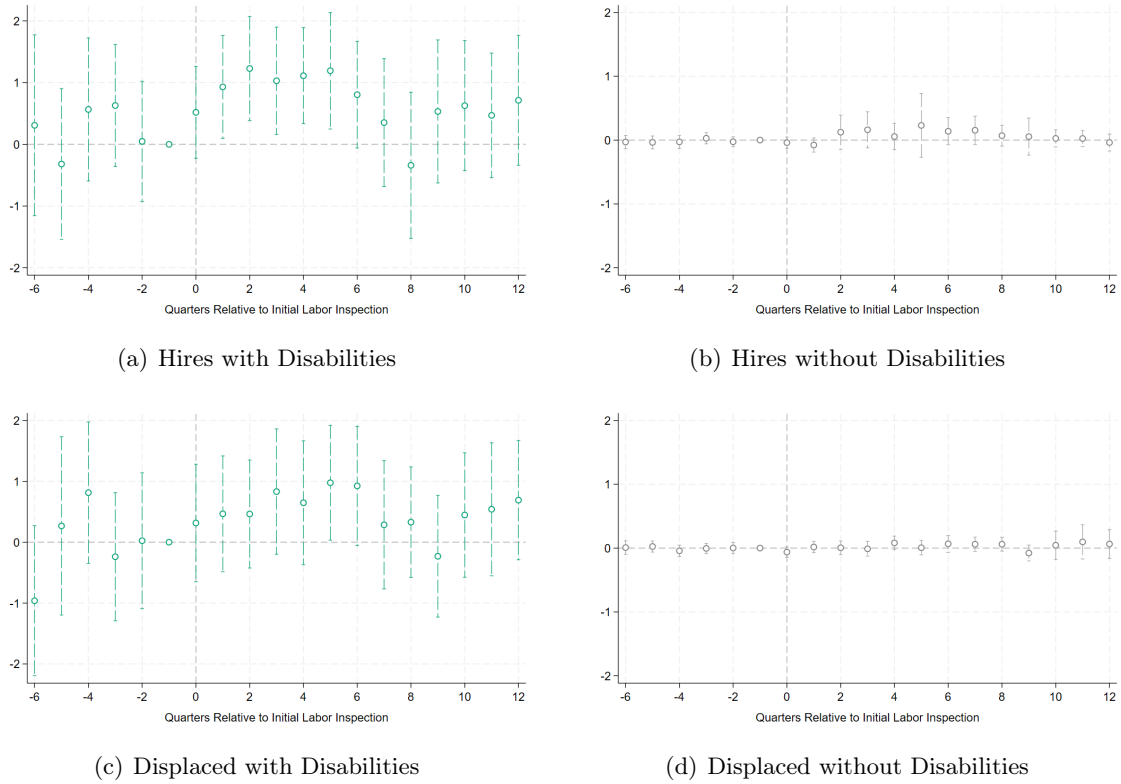 2
1
0
-1
-2
-6 -4 -2 0 2 4 6 8 10 12
Quarters Relative to Initial Labor Inspection
(a) Hires with Disabilities
2
1
0
-1
-2
-6 -4 -2 0 2 4 6 8 10 12
Quarters Relative to Initial Labor Inspection
(b) Hires without Disabilities
2
1
0
-1
-2
-6 -4 -2 0 2 4 6 8 10 12
Quarters Relative to Initial Labor Inspection
(c) Displaced with Disabilities
2
1
0
-1
-2
-6 -4 -2 0 2 4 6 8 10 12
Quarters Relative to Initial Labor Inspection
(d) Displaced without Disabilities